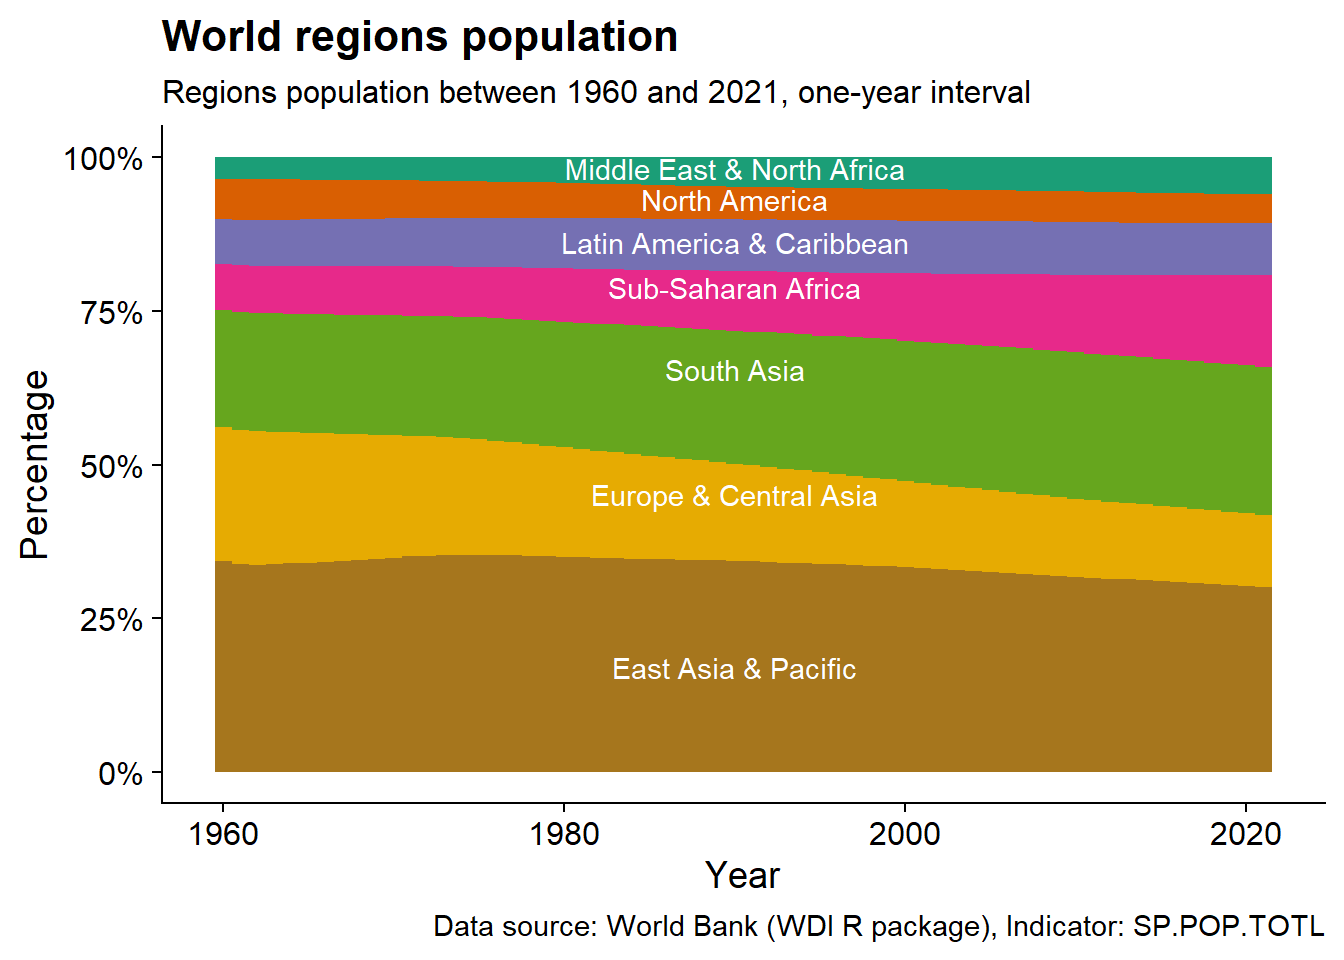 World regions population
Regions population between 1960 and 2021, one-year interval
100%
75%
50%
25%
0%
Percentage
Middle East & North Africa
North America
Latin America & Caribbean
Sub-Saharan Africa
South Asia
Europe & Central Asia
East Asia & Pacific
1960 1980 2000 2020
Year
Data source: World Bank (WDI R package), Indicator: SP.POP.TOTL